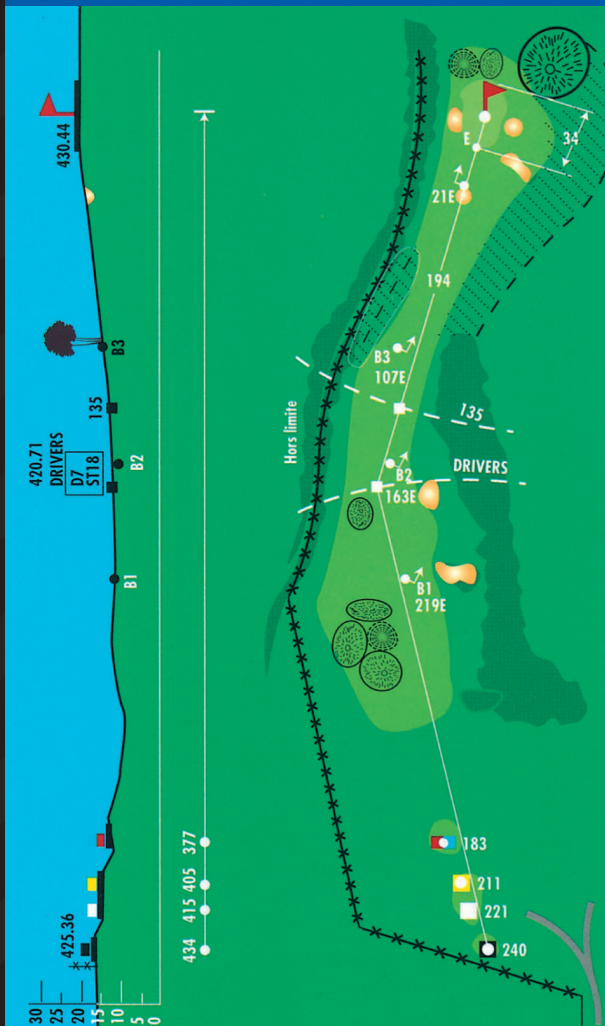 430.44
B3
135
420.71
DRIVERS
D7
ST18
B2
B1
425.36
30
25
20
15
10
5
0
377
405
415
434
Hors limite
34
E
21E
194
B3
107E
135
DRIVERS
B2
163E
B1
219E
183
211
221
240